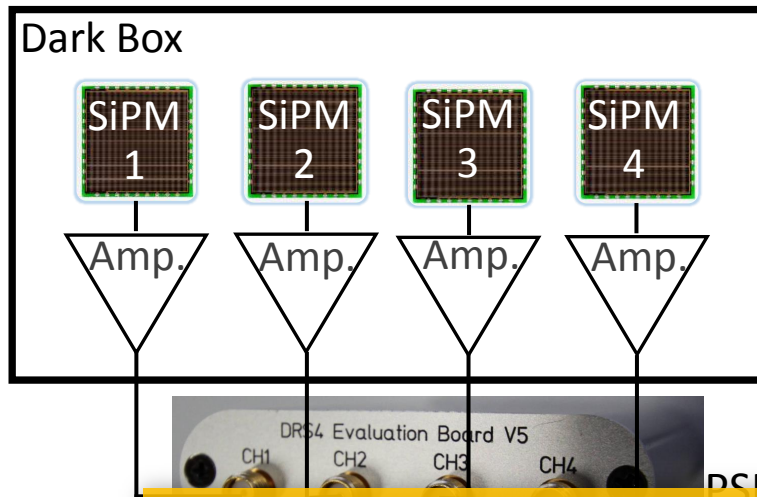 Dark Box
SiPM SiPM SiPM SiPM
1 2 3 4
Amp. Amp. Amp. Amp.
DRS4 Evaluation Board V5
CH1 CH2 CH3 CH4